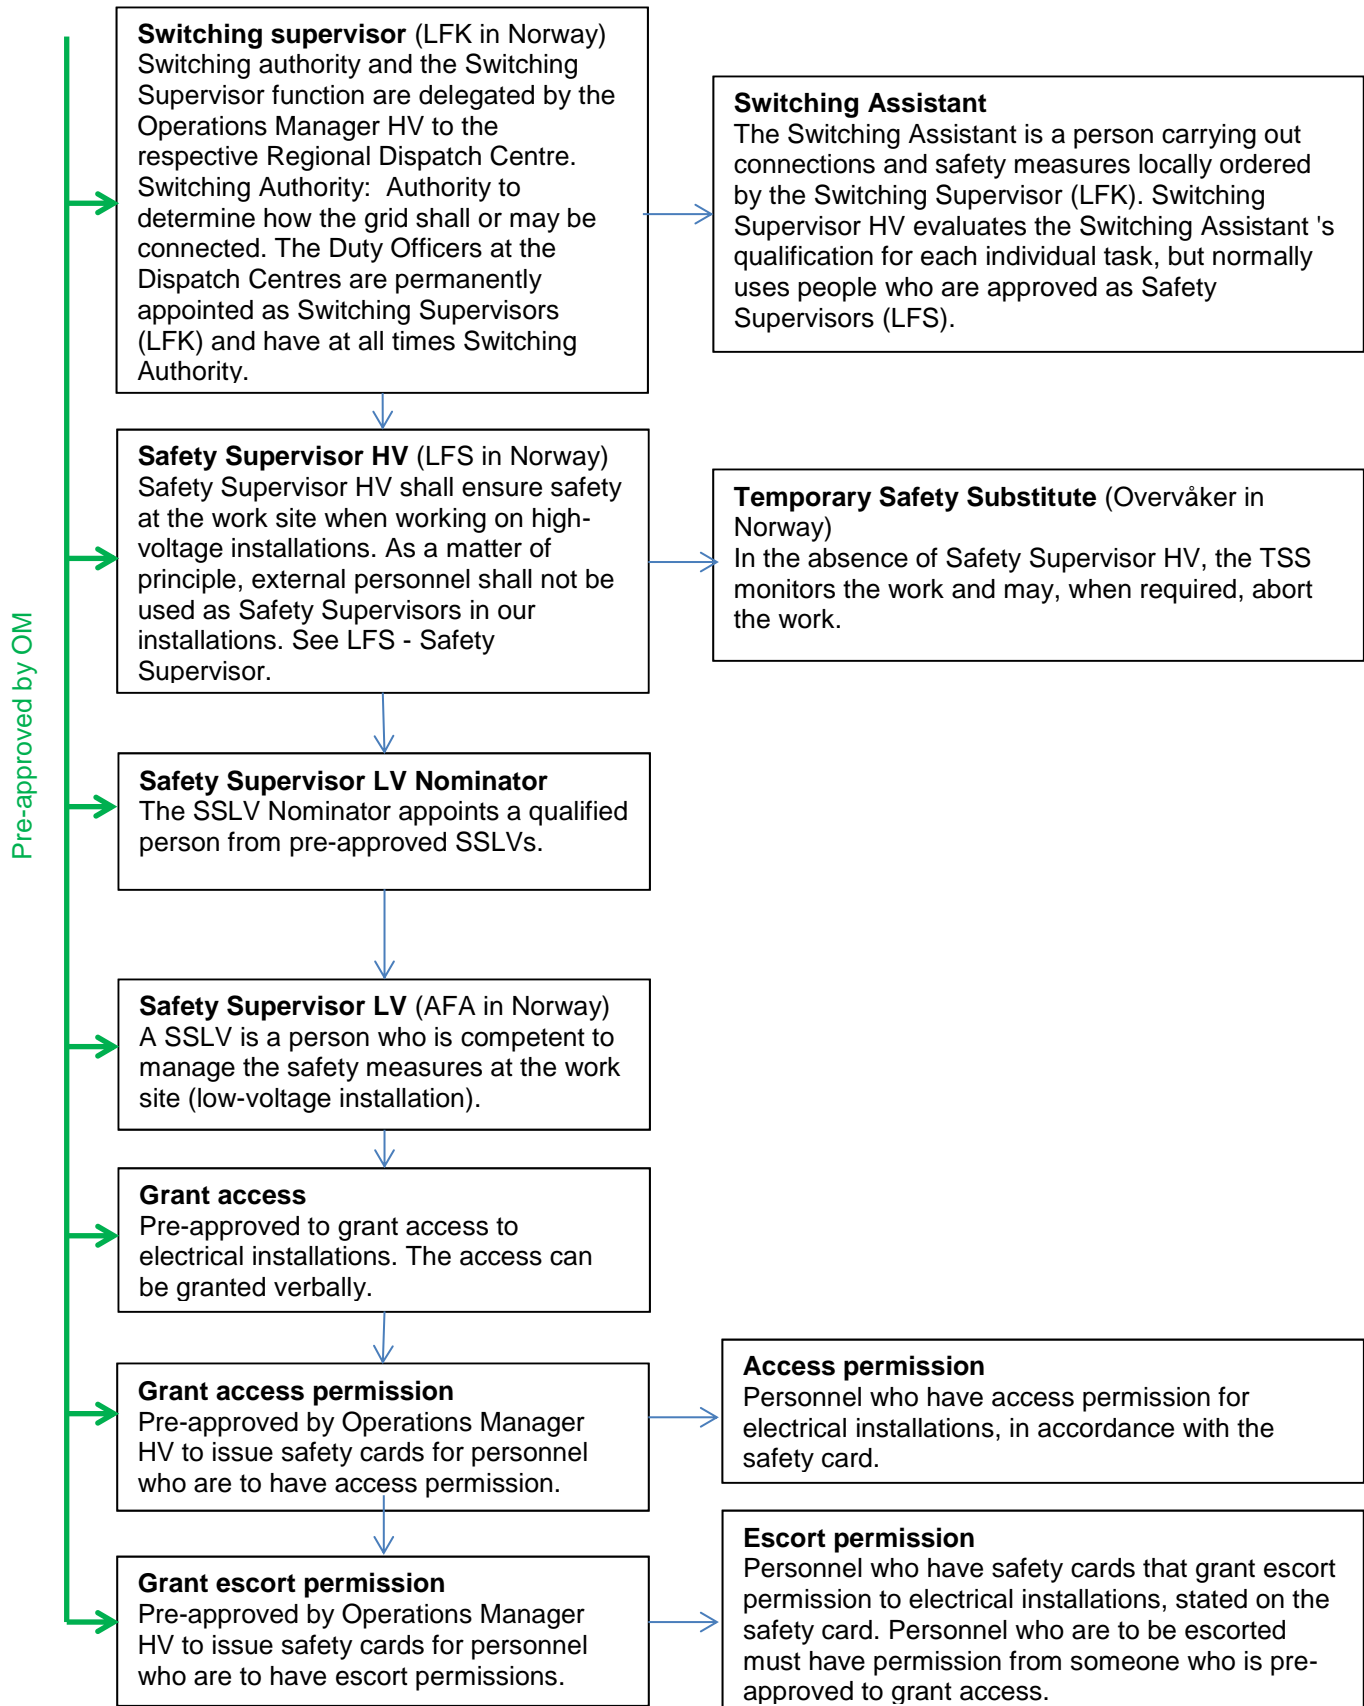 Pre-approved by OM
Switching supervisor (LFK in Norway)
Switching authority and the Switching
Supervisor function are delegated by the
Operations Manager HV to the
respective Regional Dispatch Centre.
Switching Authority:  Authority to
determine how the grid shall or may be
connected. The Duty Officers at the
Dispatch Centres are permanently
appointed as Switching Supervisors
(LFK) and have at all times Switching
Authority.
Switching Assistant
The Switching Assistant is a person carrying out
connections and safety measures locally ordered
by the Switching Supervisor (LFK). Switching
Supervisor HV evaluates the Switching Assistant 's
qualification for each individual task, but normally
uses people who are approved as Safety
Supervisors (LFS).
Safety Supervisor HV (LFS in Norway)
Safety Supervisor HV shall ensure safety
at the work site when working on high-
voltage installations. As a matter of
principle, external personnel shall not be
used as Safety Supervisors in our
installations. See LFS - Safety
Supervisor.
Temporary Safety Substitute (Overvåker in
Norway)
In the absence of Safety Supervisor HV, the TSS
monitors the work and may, when required, abort
the work.
Safety Supervisor LV Nominator
The SSLV Nominator appoints a qualified
person from pre-approved SSLVs.
Safety Supervisor LV (AFA in Norway)
A SSLV is a person who is competent to
manage the safety measures at the work
site (low-voltage installation).
Grant access
Pre-approved to grant access to
electrical installations. The access can
be granted verbally.
Grant access permission
Pre-approved by Operations Manager
HV to issue safety cards for personnel
who are to have access permission.
Access permission
Personnel who have access permission for
electrical installations, in accordance with the
safety card.
Grant escort permission
Pre-approved by Operations Manager
HV to issue safety cards for personnel
who are to have escort permissions.
Escort permission
Personnel who have safety cards that grant escort
permission to electrical installations, stated on the
safety card. Personnel who are to be escorted
must have permission from someone who is pre-
approved to grant access.